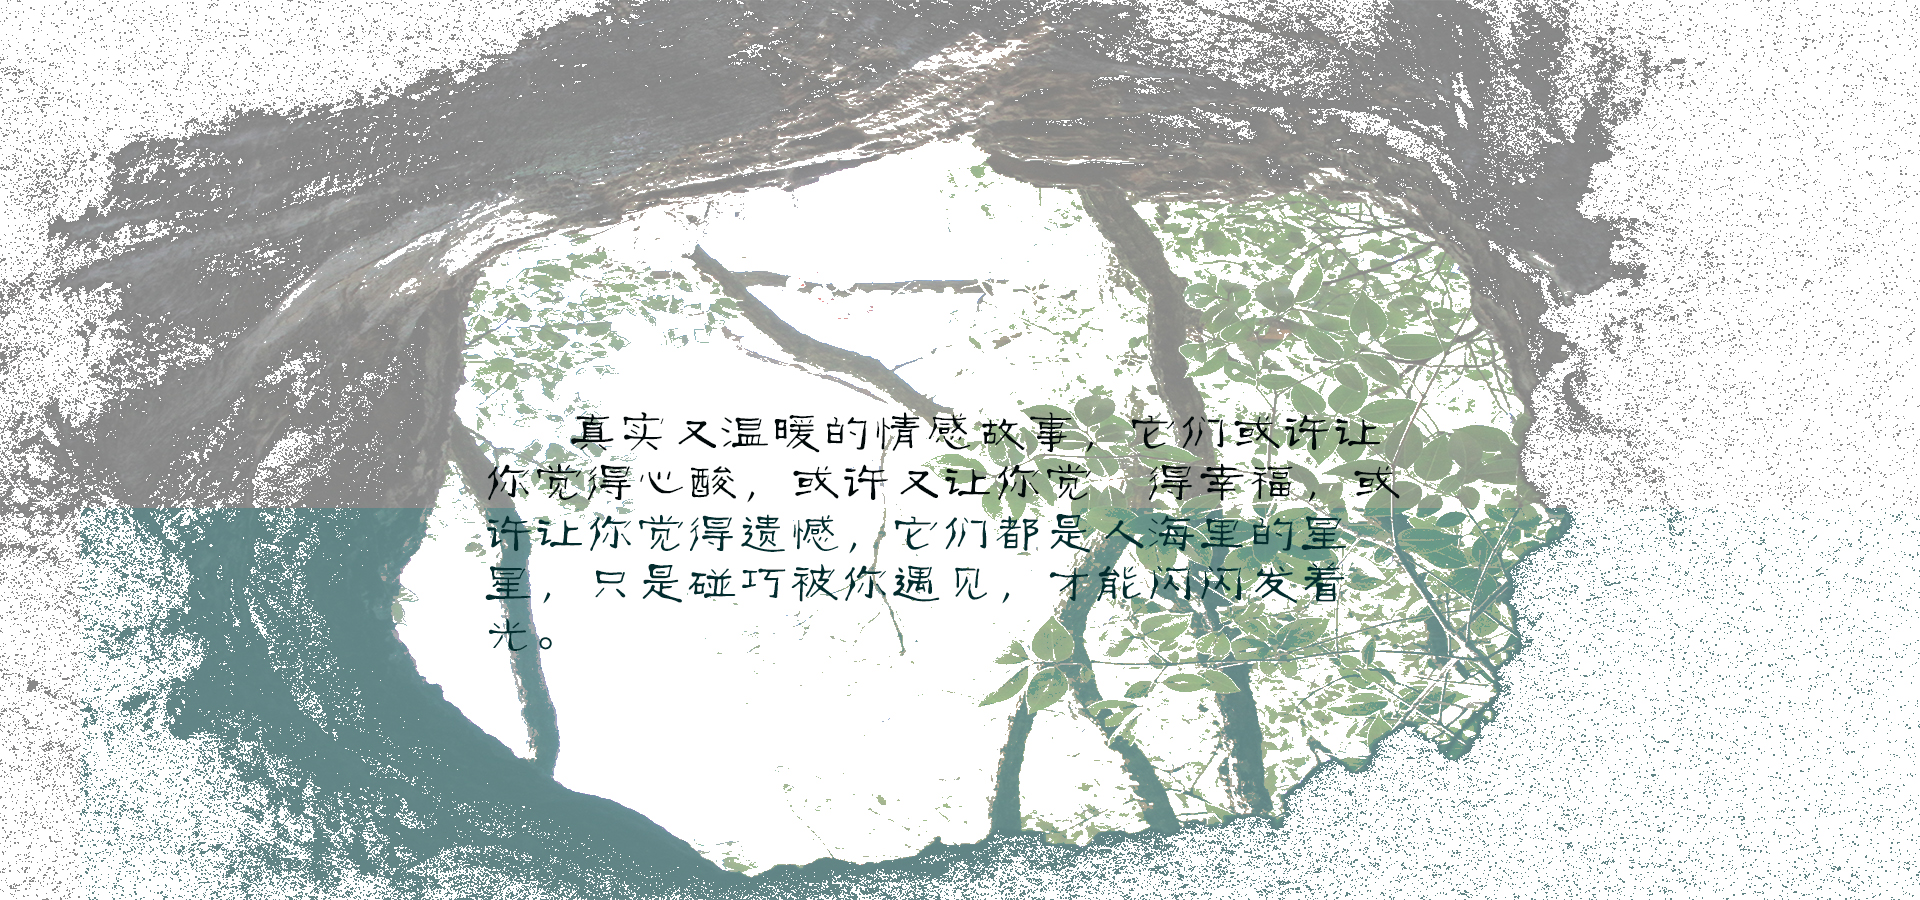 真实又温暖的情感故事，它们或许让
你觉得心酸，或许又让你觉 得幸福，或
许让你觉得遗憾，它们都是人海里的星
星，只是碰巧被你遇见，才能闪闪发着
光。